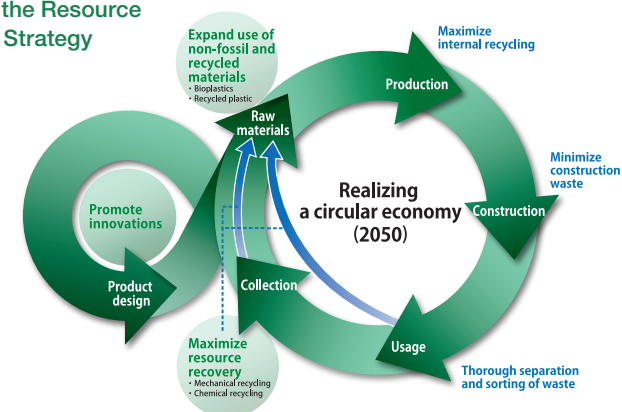 the Resource
Strategy
Expand use of
non-fossil and
recycled
materials
・Bioplastics
・Recycled plastic
Maximize
internal recycling
Production
Raw
materials
Minimize
construction
waste
Realizing
a circular economy
(2050)
Construction
Promote
innovations
Product
design
Collection
Usage
Maximize
resource
recovery
・Mechanical recycling
・Chemical recycling
Thorough separation
and sorting of waste